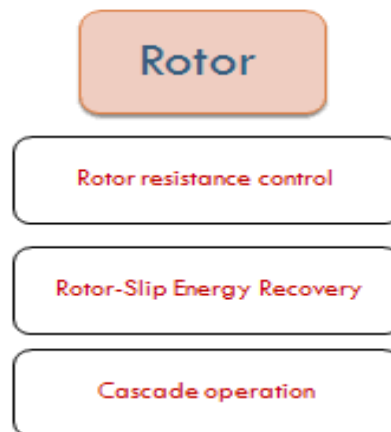 Rotor
Rotor resistance control
Rotor-Slip Energy Recovery
Cascade operation